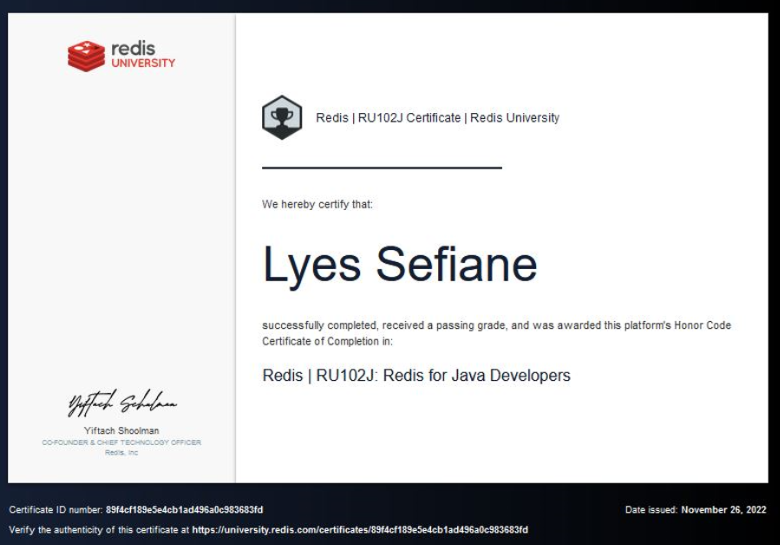 redis
UNIVERSITY
Redis | RU102J Certificate | Redis University
We hereby certify that:
Lyes Sefiane
successfully completed, received a passing grade, and was awarded this platform's Honor Code
Certificate of Completion in:
Redis | RU102J: Redis for Java Developers
Yiftach Schulman
Yiftach Shoolman
CO-FOUNDER & CHIEF TECHNOLOGY OFFICER
Redis, Inc
Certificate ID number: 89f4cf189e5e4cb1ad496a0c983683fd
Date issued: November 26, 2022
Verify the authenticity of this certificate at https://university.redis.com/certificates/89f4cf189e5e4cb1ad496a0c983683fd